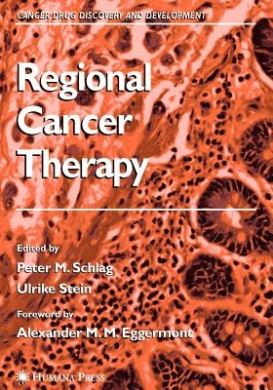 CANCER DRUG DISCOVERY AND DEVELOPMENT
Regional
Cancer
Therapy
Edited by
Peter M. Schlag
Ulrike Stein
Foreword by
Alexander M. M. Eggermont
HUMANA PRESS